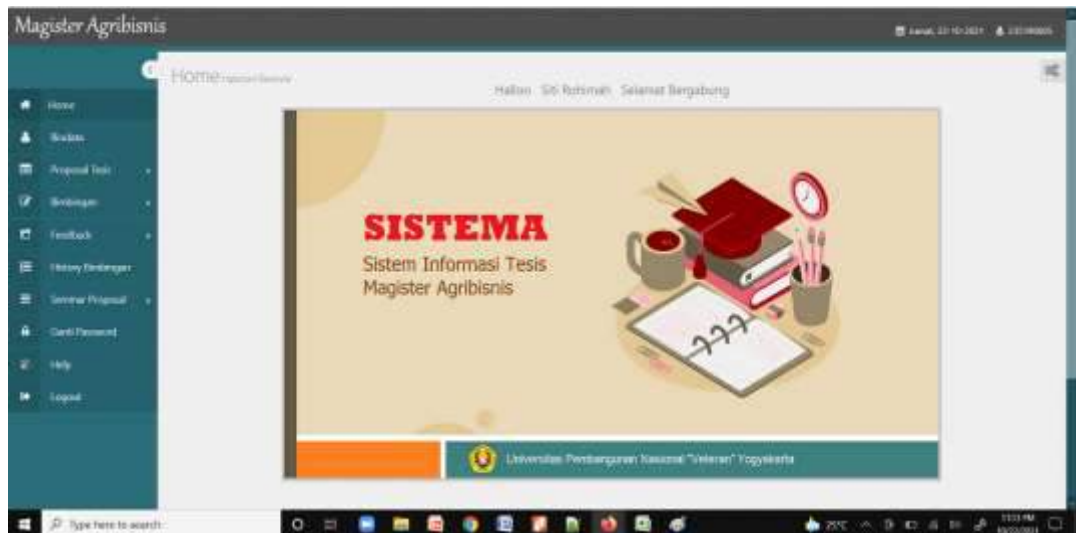 Magister Agribisnis
Home
Hallon Siti Rohimah Selamat Bergabung
Home
Biodata
Proposal Tesis
Bimbingan
Feedback
History Bimbingan
Seminar Proposal
Ganti Password
Help
Logout
SISTEMA
Sistem Informasi Tesis
Magister Agribisnis
Universitas Pembangunan Nasional "Veteran" Yogyakarta
Type here to search